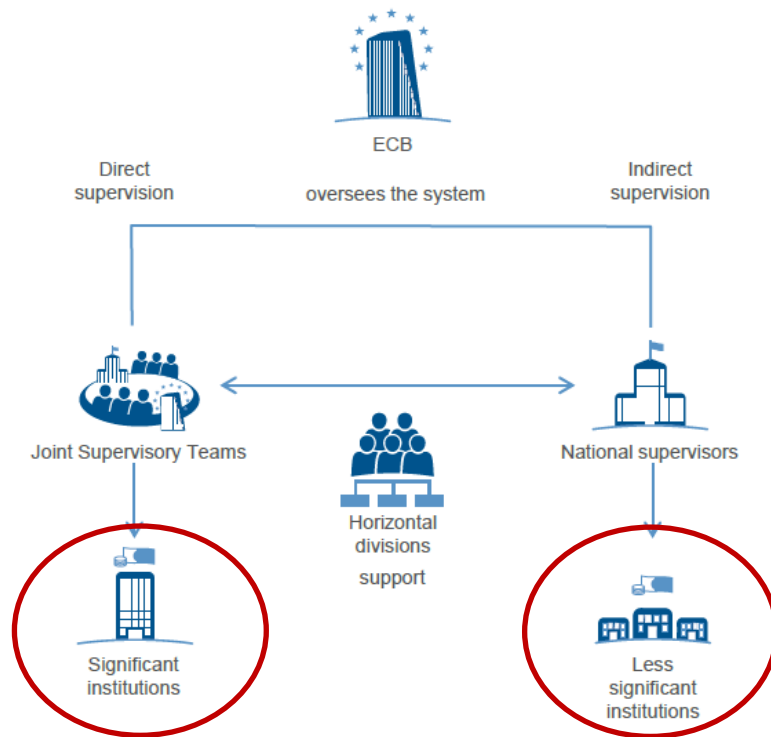 ECB
Direct
supervision
oversees the system
Indirect
supervision
Joint Supervisory Teams
National supervisors
Horizontal
divisions
support
Significant
institutions
Less
significant
institutions